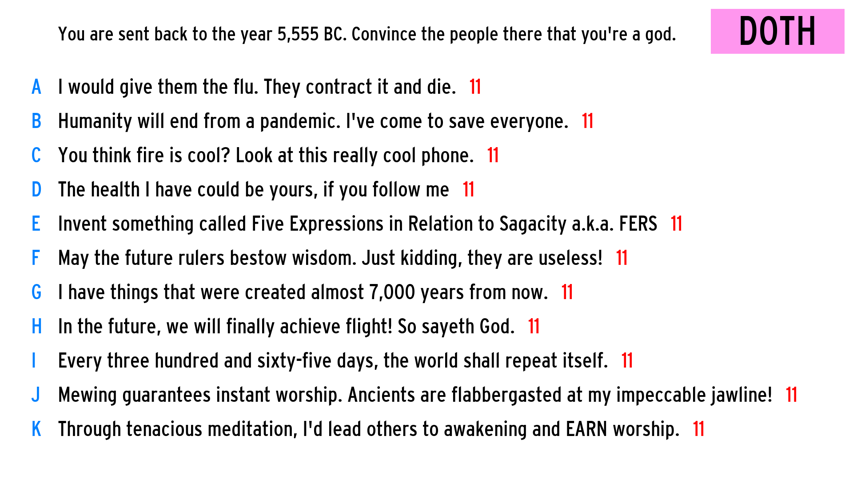 You are sent back to the year 5,555 BC. Convince the people there that you're a god.
DOTH
A I would give them the flu. They contract it and die. 11
B Humanity will end from a pandemic. I've come to save everyone. 11
C You think fire is cool? Look at this really cool phone. 11
D The health I have could be yours, if you follow me 11
E Invent something called Five Expressions in Relation to Sagacity a.k.a. FERS 11
F May the future rulers bestow wisdom. Just kidding, they are useless! 11
G I have things that were created almost 7,000 years from now. 11
H In the future, we will finally achieve flight! So sayeth God. 11
I Every three hundred and sixty-five days, the world shall repeat itself. 11
J Mewing guarantees instant worship. Ancients are flabbergasted at my impeccable jawline! 11
K Through tenacious meditation, I'd lead others to awakening and EARN worship. 11